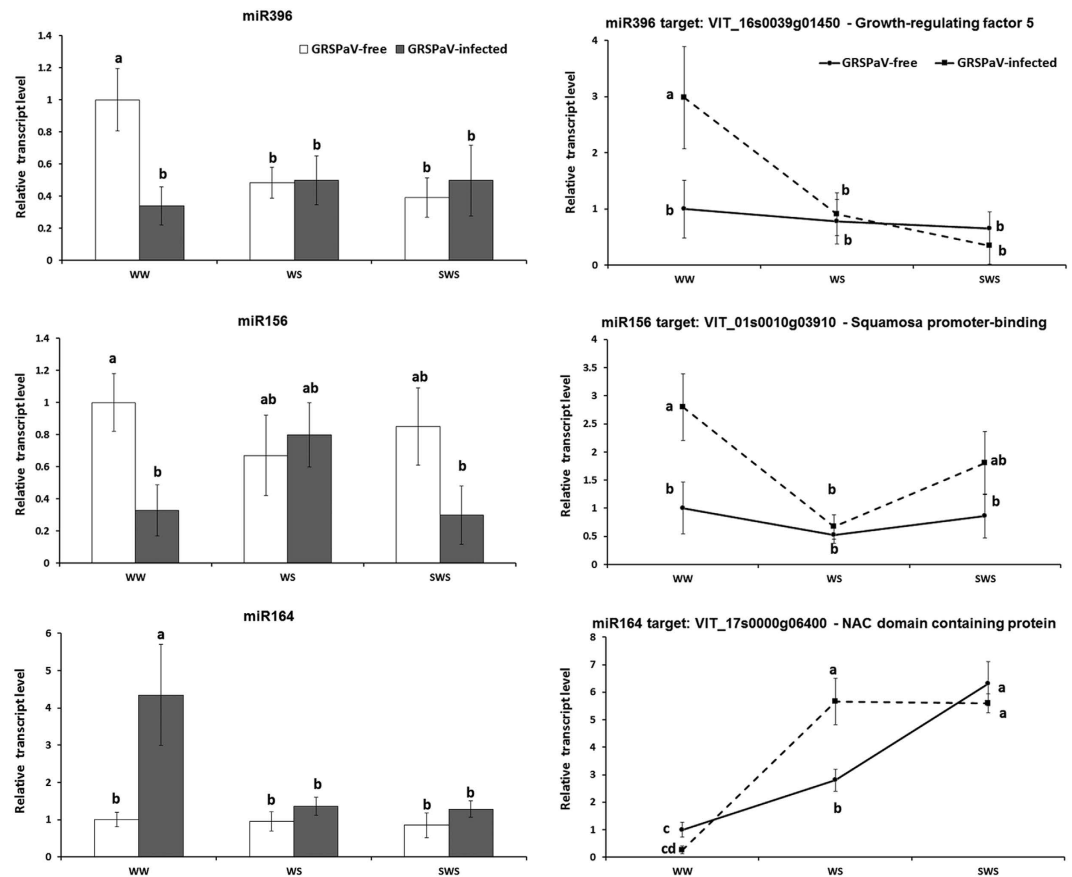 miR396
Relative transcript level
1.4
1.2
1
0.8
0.6
0.4
0.2
0
GRSPaV-free GRSPaV-infected
a
b
b
b
b
b
WW WS SWS
miR396 target: VIT_16s0039g01450 - Growth-regulating factor 5
Relative transcript level
4
3
2
1
0
GRSPaV-free GRSPaV-infected
a
b
b
b
b
b
WW WS SWS
miR156
Relative transcript level
1.4
1.2
1
0.8
0.6
0.4
0.2
0
a
b
ab
ab
ab
b
WW WS SWS
miR156 target: VIT_01s0010g03910 - Squamosa promoter-binding
Relative transcript level
4
3.5
3
2.5
2
1.5
1
0.5
0
a
b
b
b
ab
b
WW WS SWS
miR164
Relative transcript level
6
5
4
3
2
1
0
b
a
b
b
b
b
WW WS SWS
miR164 target: VIT_17s0000g06400 - NAC domain containing protein
Relative transcript level
8
7
6
5
4
3
2
1
0
c
cd
a
b
a
a
WW WS SWS